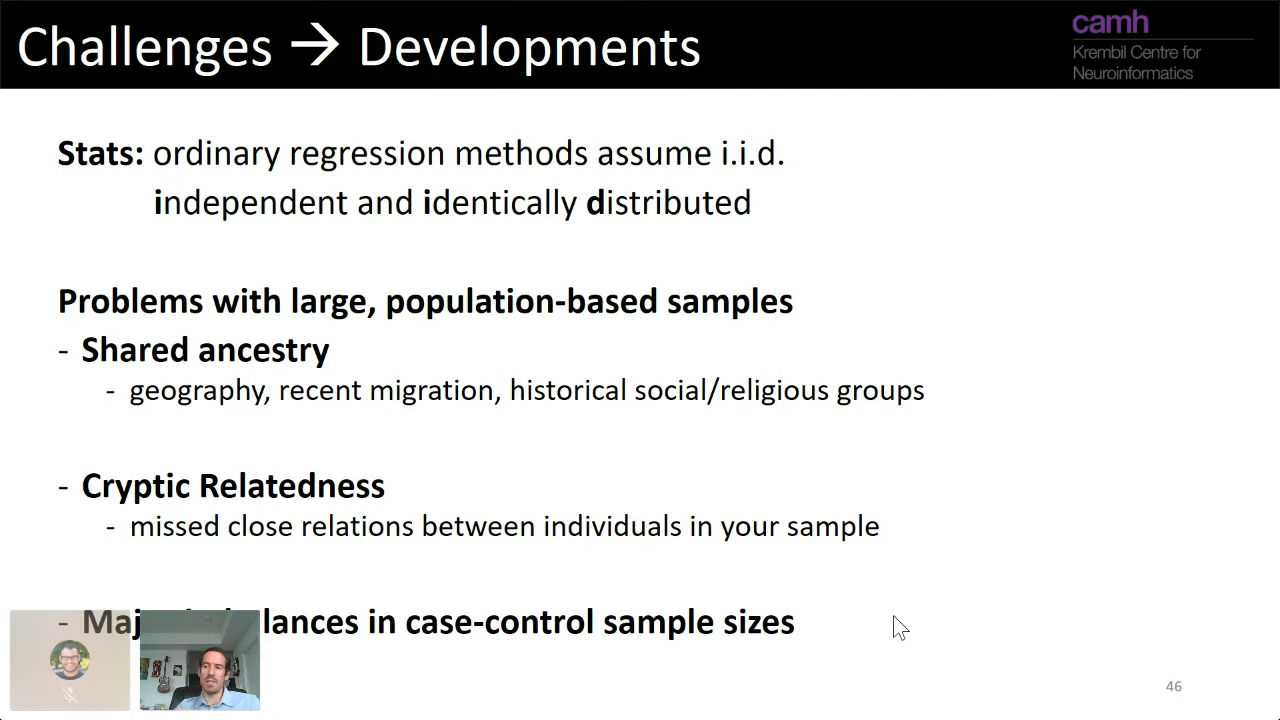 Challenges → Developments
camh
Krembil Centre for
Neuroinformatics
Stats: ordinary regression methods assume i.i.d.
independent and identically distributed
Problems with large, population-based samples
- Shared ancestry
- geography, recent migration, historical social/religious groups
- Cryptic Relatedness
- missed close relations between individuals in your sample
- in case-control sample sizes
46